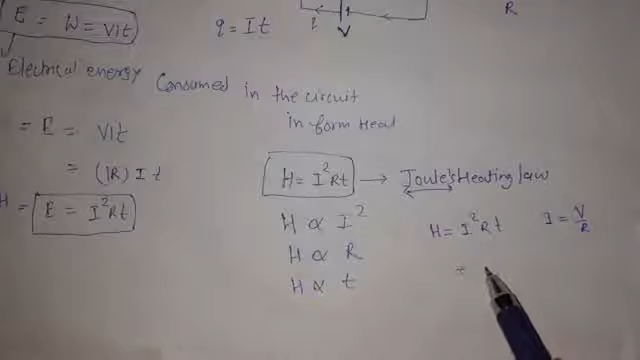 E = W = VIt
q = It
I
V
R
Electrical energy Consumed in the circuit
in form Heat
= E = VIt
= (IR) I t
H = E = I²Rt
H = I²Rt → Joule's Heating law
H ∝ I²
H ∝ R
H ∝ t
H = I²Rt I = V/R
=